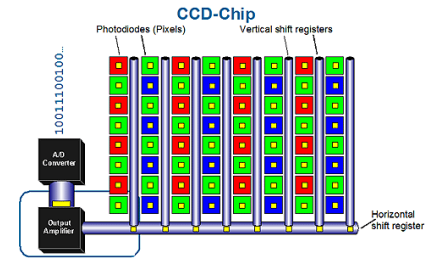 CCD-Chip
Photodiodes (Pixels)
Vertical shift registers
10011100100...
A/D
Converter
Output
Amplifier
Horizontal
shift register